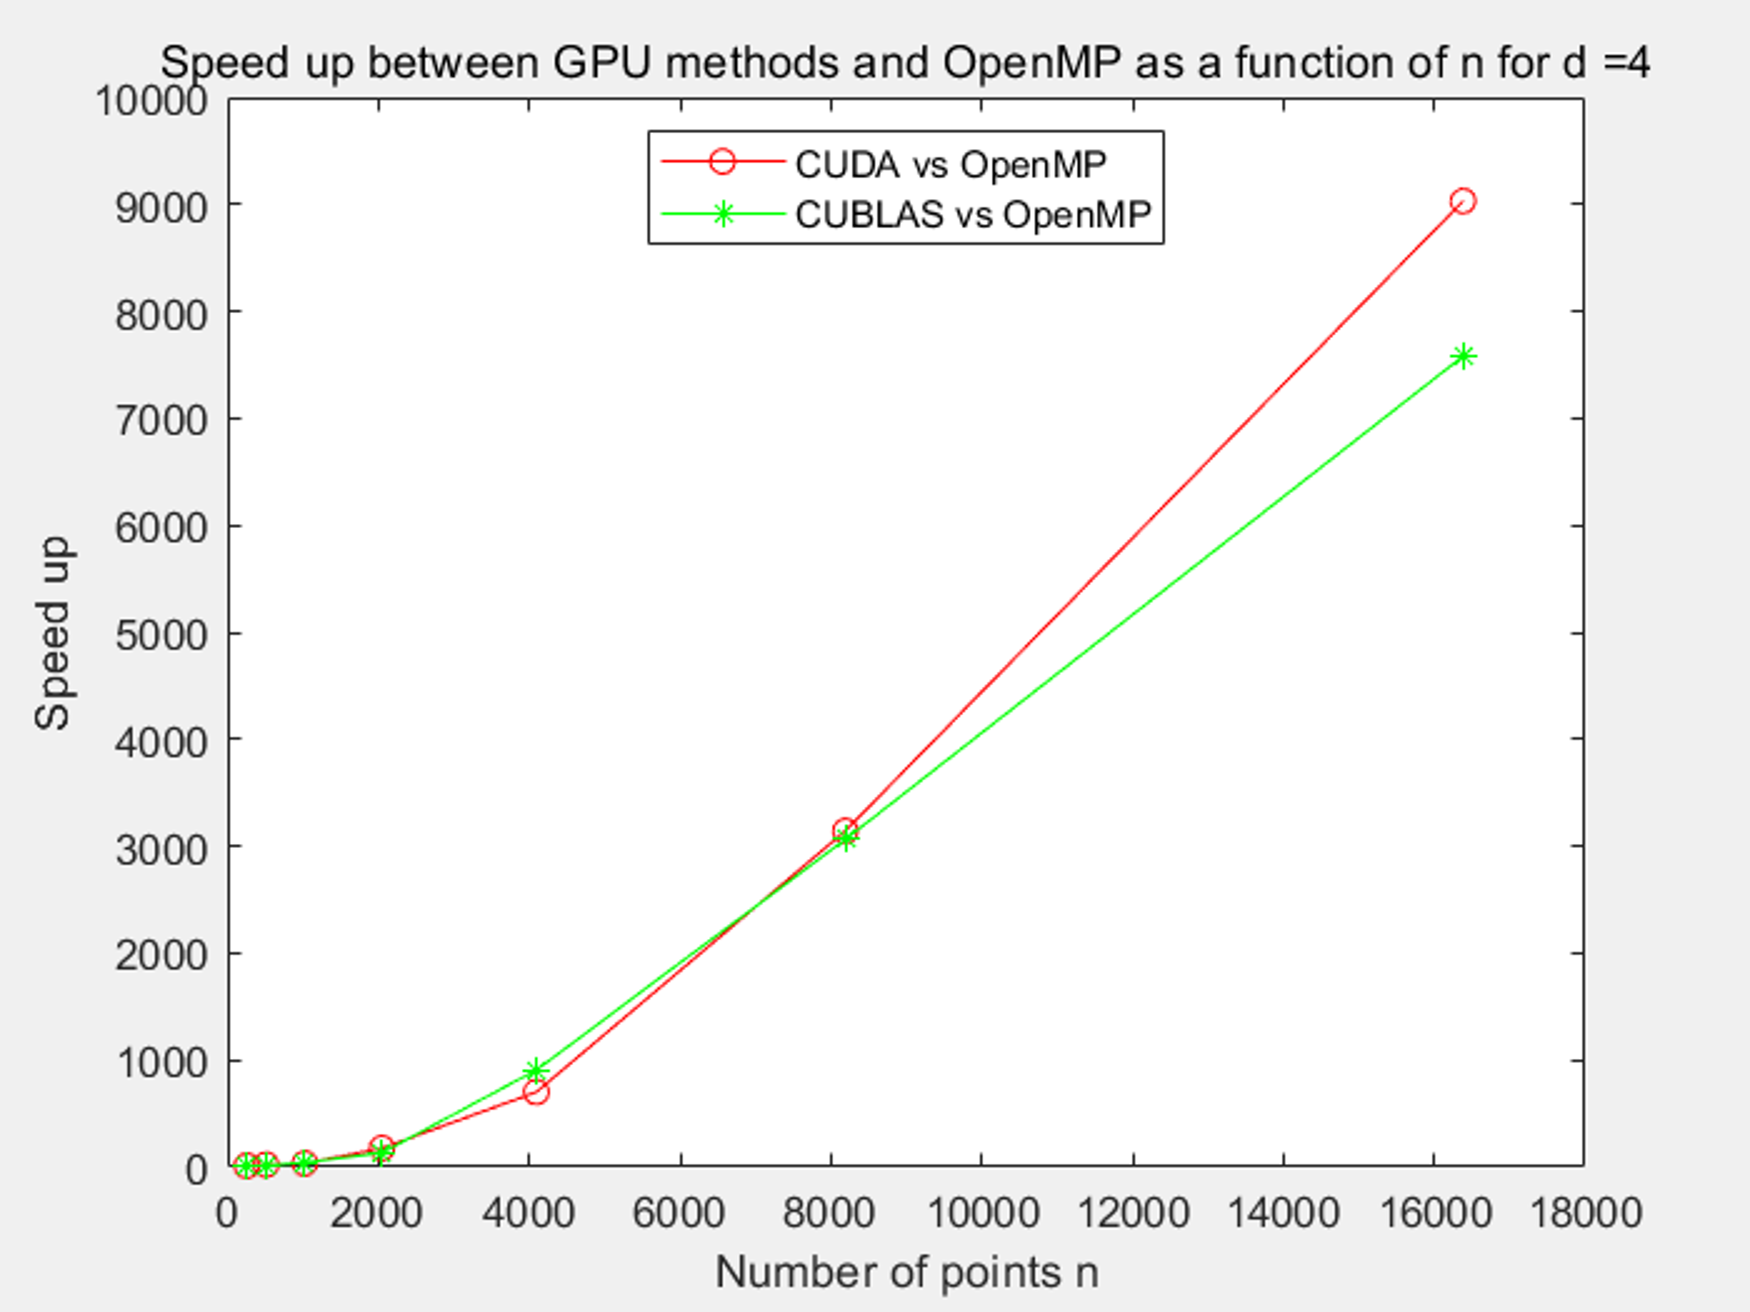 Speed up between GPU methods and OpenMP as a function of n for d =4
10000
9000
8000
7000
6000
5000
4000
3000
2000
1000
0
Speed up
CUDA vs OpenMP
CUBLAS vs OpenMP
0 2000 4000 6000 8000 10000 12000 14000 16000 18000
Number of points n